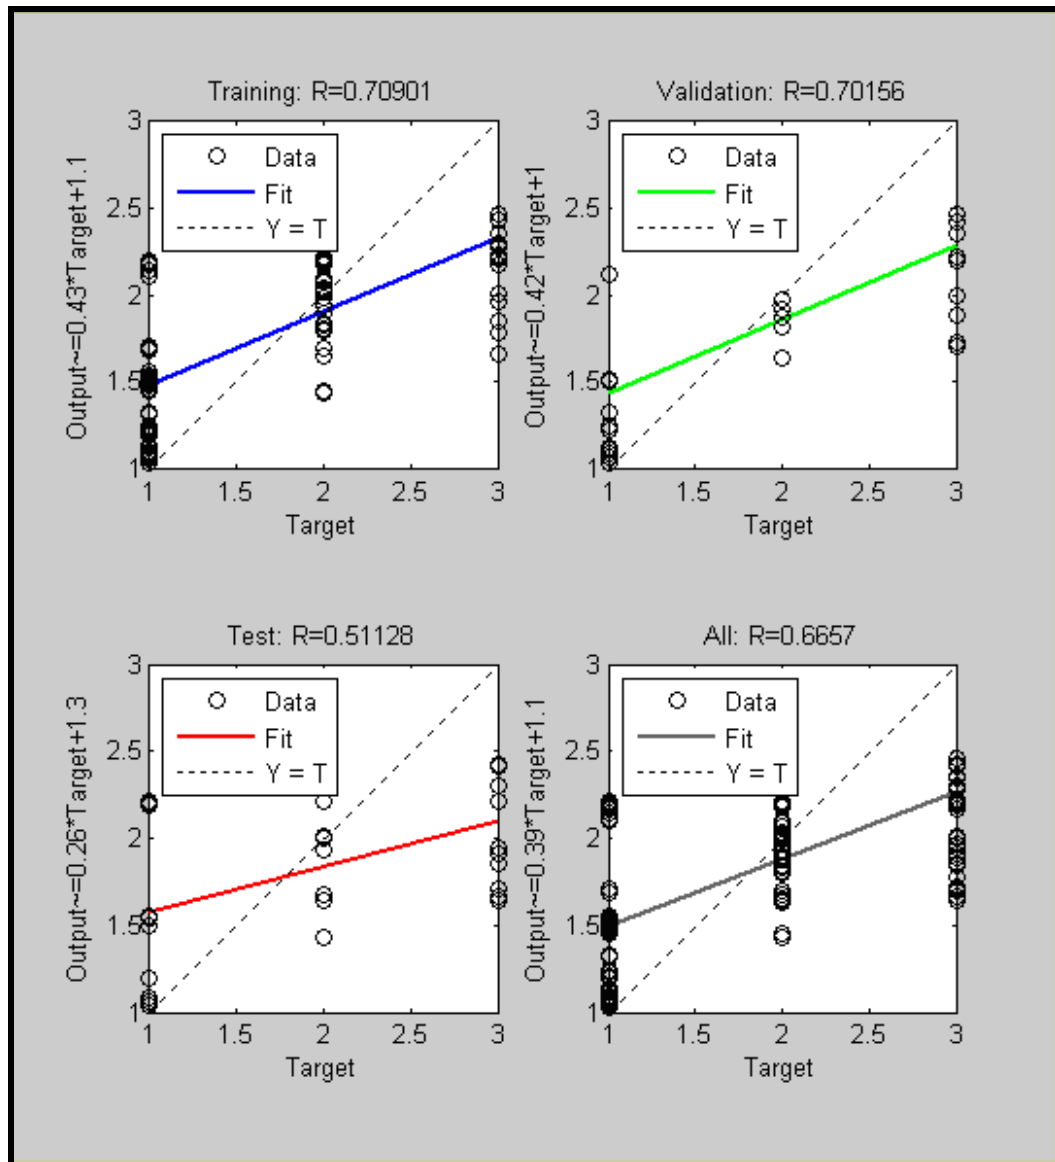 Training: R=0.70901
Output~=0.43*Target+1.1
3
2.5
2
1.5
1
Data
Fit
Y = T
1 1.5 2 2.5 3
Target
Validation: R=0.70156
Output~=0.42*Target+1
3
2.5
2
1.5
1
Data
Fit
Y = T
1 1.5 2 2.5 3
Target
Test: R=0.51128
Output~=0.26*Target+1.3
3
2.5
2
1.5
1
Data
Fit
Y = T
1 1.5 2 2.5 3
Target
All: R=0.6657
Output~=0.39*Target+1.1
3
2.5
2
1.5
1
Data
Fit
Y = T
1 1.5 2 2.5 3
Target